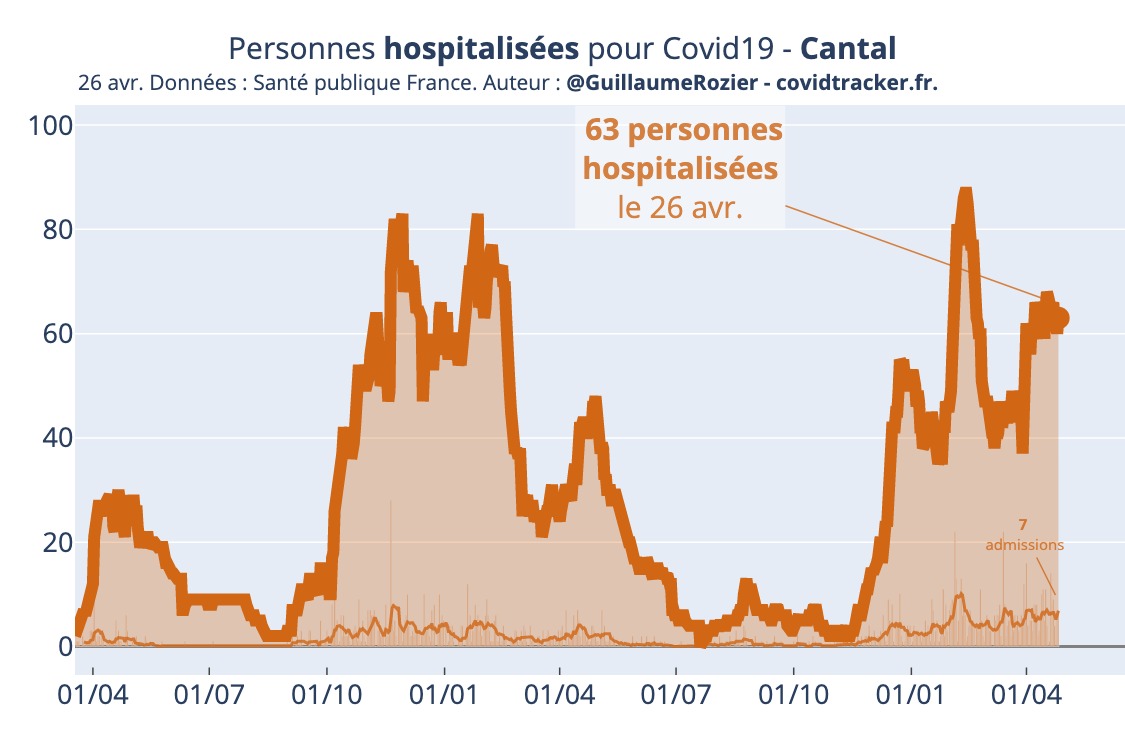 Personnes hospitalisées pour Covid19 - Cantal
26 avr. Données : Santé publique France. Auteur : @GuillaumeRozier - covidtracker.fr.
100
63 personnes
hospitalisées
le 26 avr.
80
60
40
7
admissions
20
0
01/04 01/07 01/10 01/01 01/04 01/07 01/10 01/01 01/04